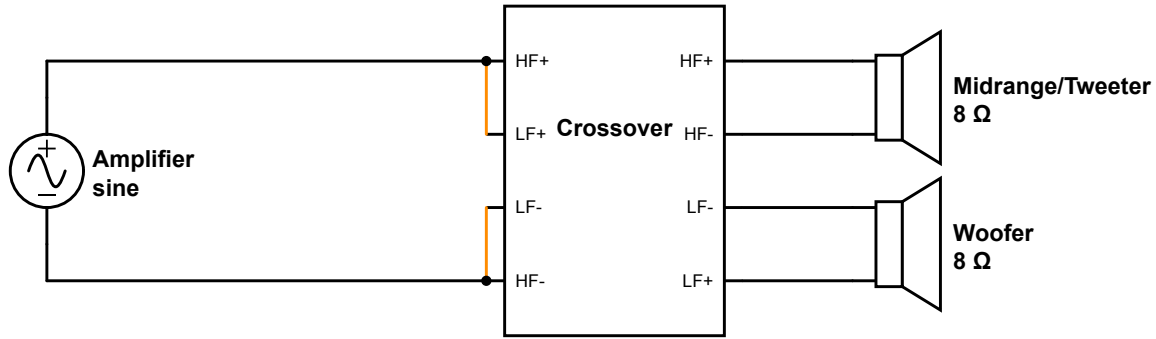 HF+
LF+
LF-
HF-
Crossover
HF+
HF-
LF-
LF+
Amplifier
sine
Midrange/Tweeter
8 Ω
Woofer
8 Ω